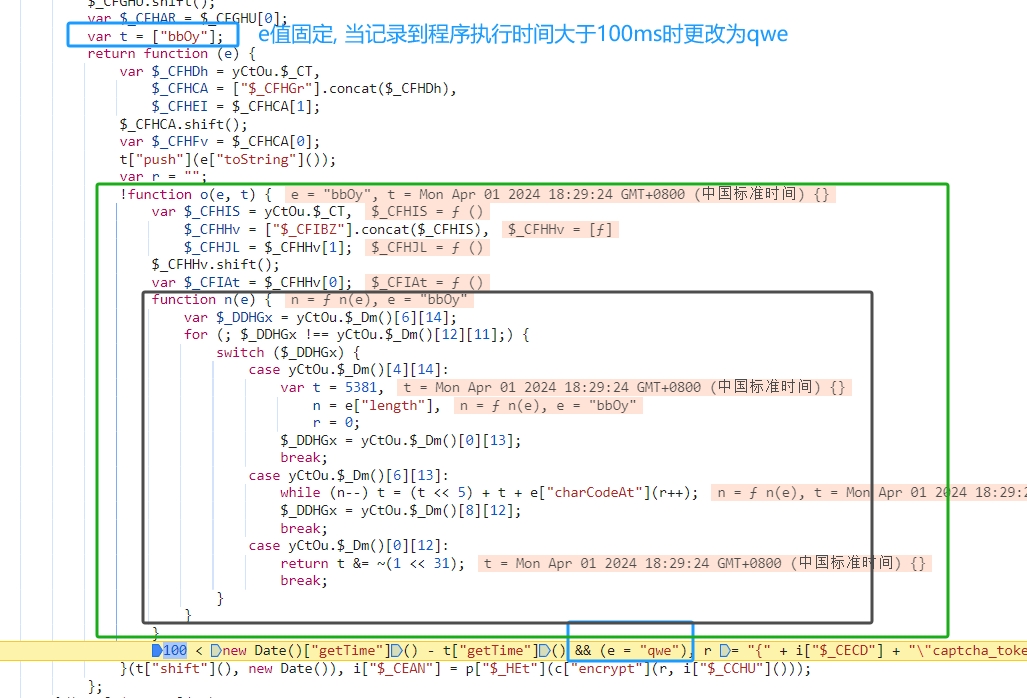 $_CFGHU.shift();
var $_CFHAR = $_CFGHU[0];
var t = ["bbOy"]; e值固定, 当记录到程序执行时间大于100ms时更改为qwe
return function (e) {
var $_CFHDh = yCtOu.$_CT,
$_CFHCA = ["$_CFHGr"].concat($_CFHDh),
$_CFHEI = $_CFHCA[1];
$_CFHCA.shift();
var $_CFHFv = $_CFHCA[0];
t["push"](e["toString"]());
var r = "";
!function o(e, t) { e = "bbOy", t = Mon Apr 01 2024 18:29:24 GMT+0800 (中国标准时间) {}
var $_CFHIS = yCtOu.$_CT, $_CFHIS = ƒ ()
$_CFHHv = ["$_CFIBZ"].concat($_CFHIS), $_CFHHv = [ƒ]
$_CFHJL = $_CFHHv[1]; $_CFHJL = ƒ ()
$_CFHHv.shift();
var $_CFIAt = $_CFHHv[0]; $_CFIAt = ƒ ()
function n(e) { n = ƒ n(e), e = "bbOy"
var $_DDHGx = yCtOu.$_Dm()[6][14];
for (; $_DDHGx !== yCtOu.$_Dm()[12][11];) {
switch ($_DDHGx) {
case yCtOu.$_Dm()[4][14]:
var t = 5381, t = Mon Apr 01 2024 18:29:24 GMT+0800 (中国标准时间) {}
n = e["length"], n = ƒ n(e), e = "bbOy"
r = 0;
$_DDHGx = yCtOu.$_Dm()[0][13];
break;
case yCtOu.$_Dm()[6][13]:
while (n--) t = (t << 5) + t + e["charCodeAt"](r++); n = ƒ n(e), t = Mon Apr 01 2024 18:29:2
$_DDHGx = yCtOu.$_Dm()[8][12];
break;
case yCtOu.$_Dm()[0][12]:
return t &= ~(1 << 31); t = Mon Apr 01 2024 18:29:24 GMT+0800 (中国标准时间) {}
break;
}
}
}
100 < new Date()["getTime"]() - t["getTime"]() && (e = "qwe"), r = "{" + i["$_CECD"] + "\"captcha_toke
}(t["shift"](), new Date()), i["$_CEAN"] = p["$_HEt"](c["encrypt"](r, i["$_CCHU"]()));
};